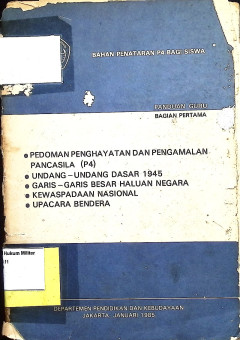 BAHAN PENATARAN P4 BAGI SISWA
PANDUAN GURU
BAGIAN PERTAMA
• PEDOMAN PENGHAYATAN DAN PENGAMALAN
PANCASILA (P4)
• UNDANG-UNDANG DASAR 1945
• GARIS-GARIS BESAR HALUAN NEGARA
• KEWASPADAAN NASIONAL
• UPACARA BENDERA
Hukum Militer
DEPARTEMEN PENDIDIKAN DAN KEBUDAYAAN
JAKARTA, JANUARI 1985